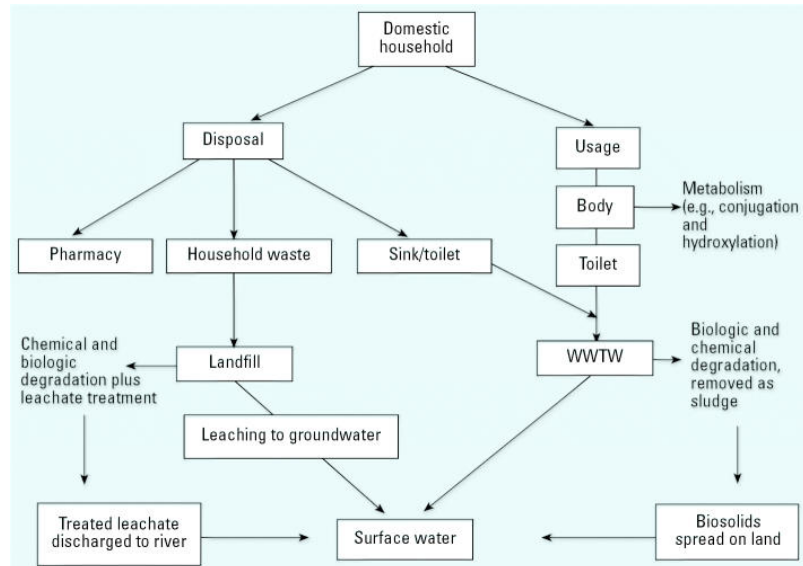 Domestic
household
Disposal
Usage
Body
Metabolism
(e.g., conjugation
and
hydroxylation)
Pharmacy
Household waste
Sink/toilet
Toilet
Chemical and
biologic
degradation plus
leachate treatment
Landfill
WWTW
Biologic and
chemical
degradation,
removed as
sludge
Leaching to groundwater
Treated leachate
discharged to river
Surface water
Biosolids
spread on land